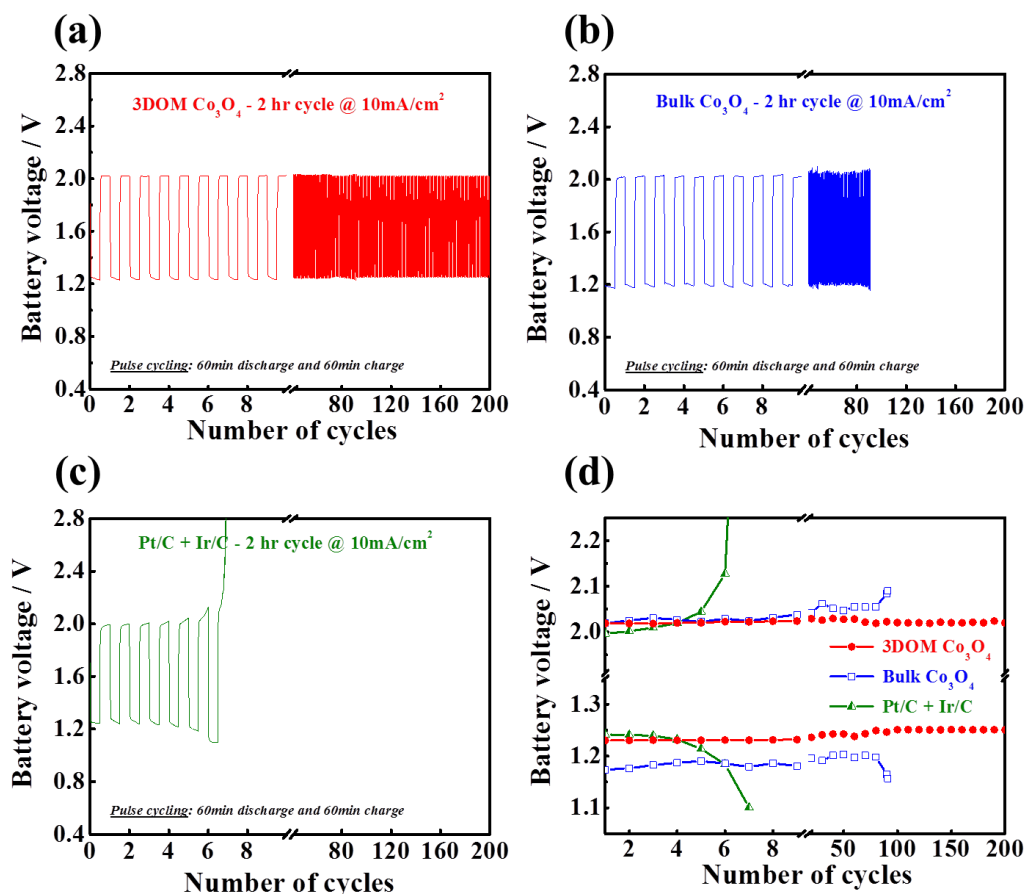 (a)
2.8
2.4
2.0
1.6
1.2
0.8
0.4
Battery voltage / V
3DOM Co₃O₄ - 2 hr cycle @ 10mA/cm²
Pulse cycling: 60min discharge and 60min charge
0 2 4 6 8 80 120 160 200
Number of cycles
(b)
2.8
2.4
2.0
1.6
1.2
0.8
0.4
Battery voltage / V
Bulk Co₃O₄ - 2 hr cycle @ 10mA/cm²
Pulse cycling: 60min discharge and 60min charge
0 2 4 6 8 80 120 160 200
Number of cycles
(c)
2.8
2.4
2.0
1.6
1.2
0.8
0.4
Battery voltage / V
Pt/C + Ir/C - 2 hr cycle @ 10mA/cm²
Pulse cycling: 60min discharge and 60min charge
0 2 4 6 8 80 120 160 200
Number of cycles
(d)
2.2
2.1
2.0
1.3
1.2
1.1
Battery voltage / V
3DOM Co₃O₄
Bulk Co₃O₄
Pt/C + Ir/C
2 4 6 8 50 100 150 200
Number of cycles